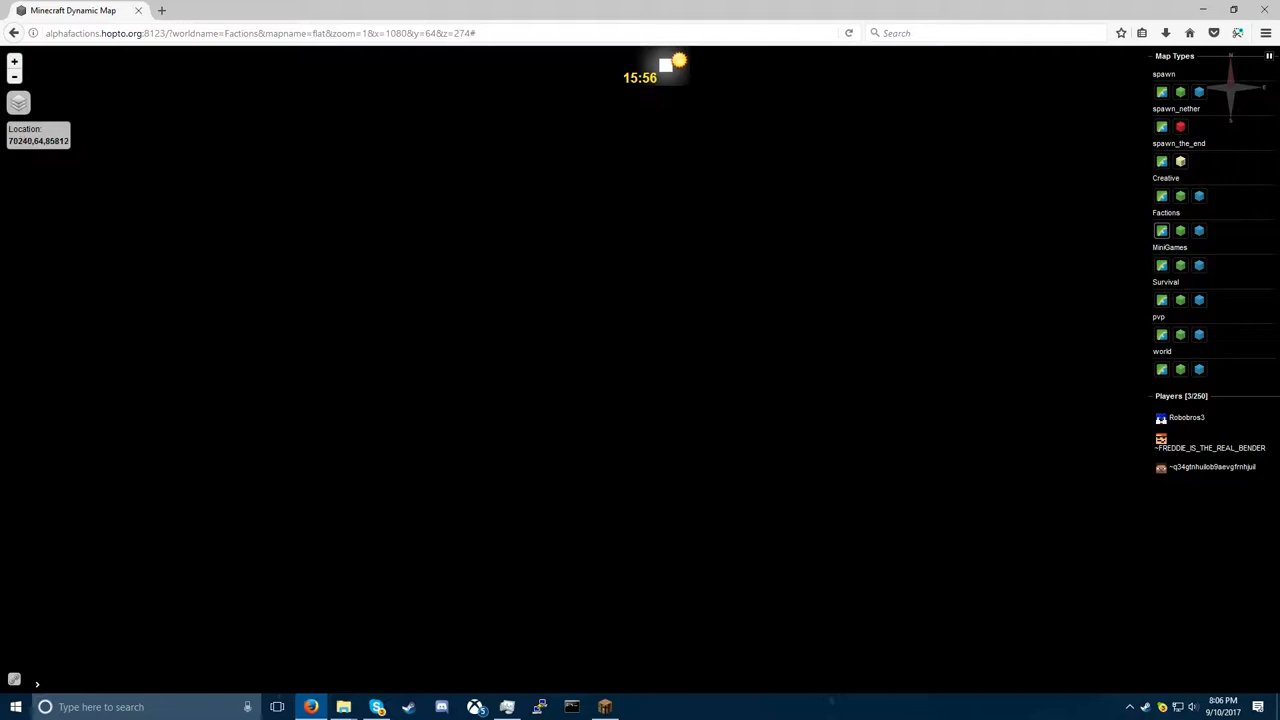 Minecraft Dynamic Map
alphafactions.hopto.org:8123/?worldname=Factions&mapname=flat&zoom=1&x=1080&y=64&z=274#
Search
15:56
Location:
70240,64,85812
Map Types
spawn
spawn_nether
spawn_the_end
Creative
Factions
MiniGames
Survival
pvp
world
Players [3/250]
Robobros3
~FREDDIE_IS_THE_REAL_BENDER
~q34gtnhuilob9aevgfrnhjuil
Type here to search
8:06 PM
9/10/2017